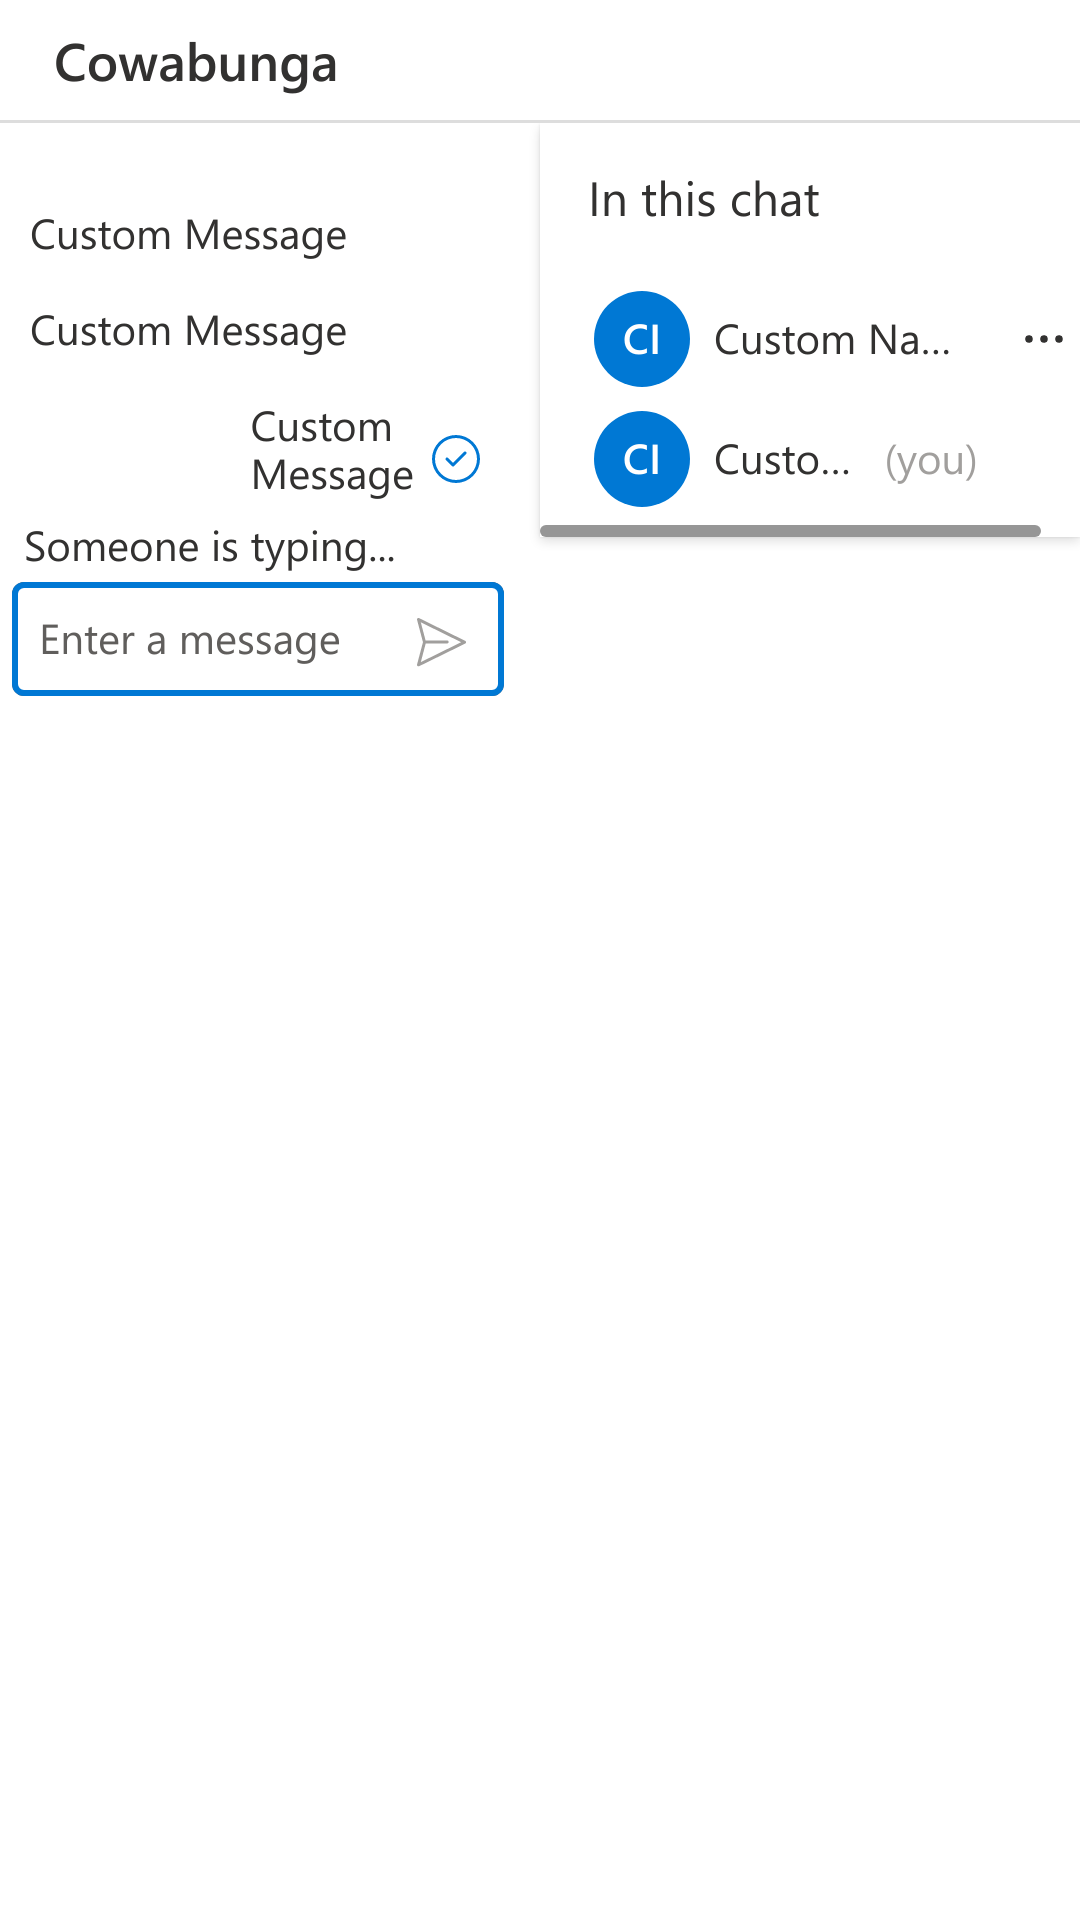 Cowabunga
Custom Message
Custom Message
Custom
Message
Someone is typing...
Enter a message
In this chat
CI Custom Na...
CI Custo... (you)